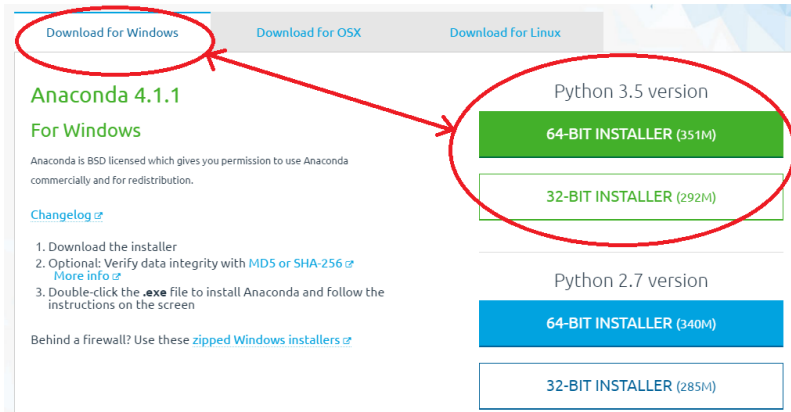 Download for Windows
Download for OSX
Download for Linux
Anaconda 4.1.1
For Windows
Anaconda is BSD licensed which gives you permission to use Anaconda
commercially and for redistribution.
Changelog
1. Download the installer
2. Optional: Verify data integrity with MD5 or SHA-256
More info
3. Double-click the .exe file to install Anaconda and follow the
instructions on the screen
Behind a firewall? Use these zipped Windows installers
Python 3.5 version
64-BIT INSTALLER (351M)
32-BIT INSTALLER (292M)
Python 2.7 version
64-BIT INSTALLER (340M)
32-BIT INSTALLER (285M)